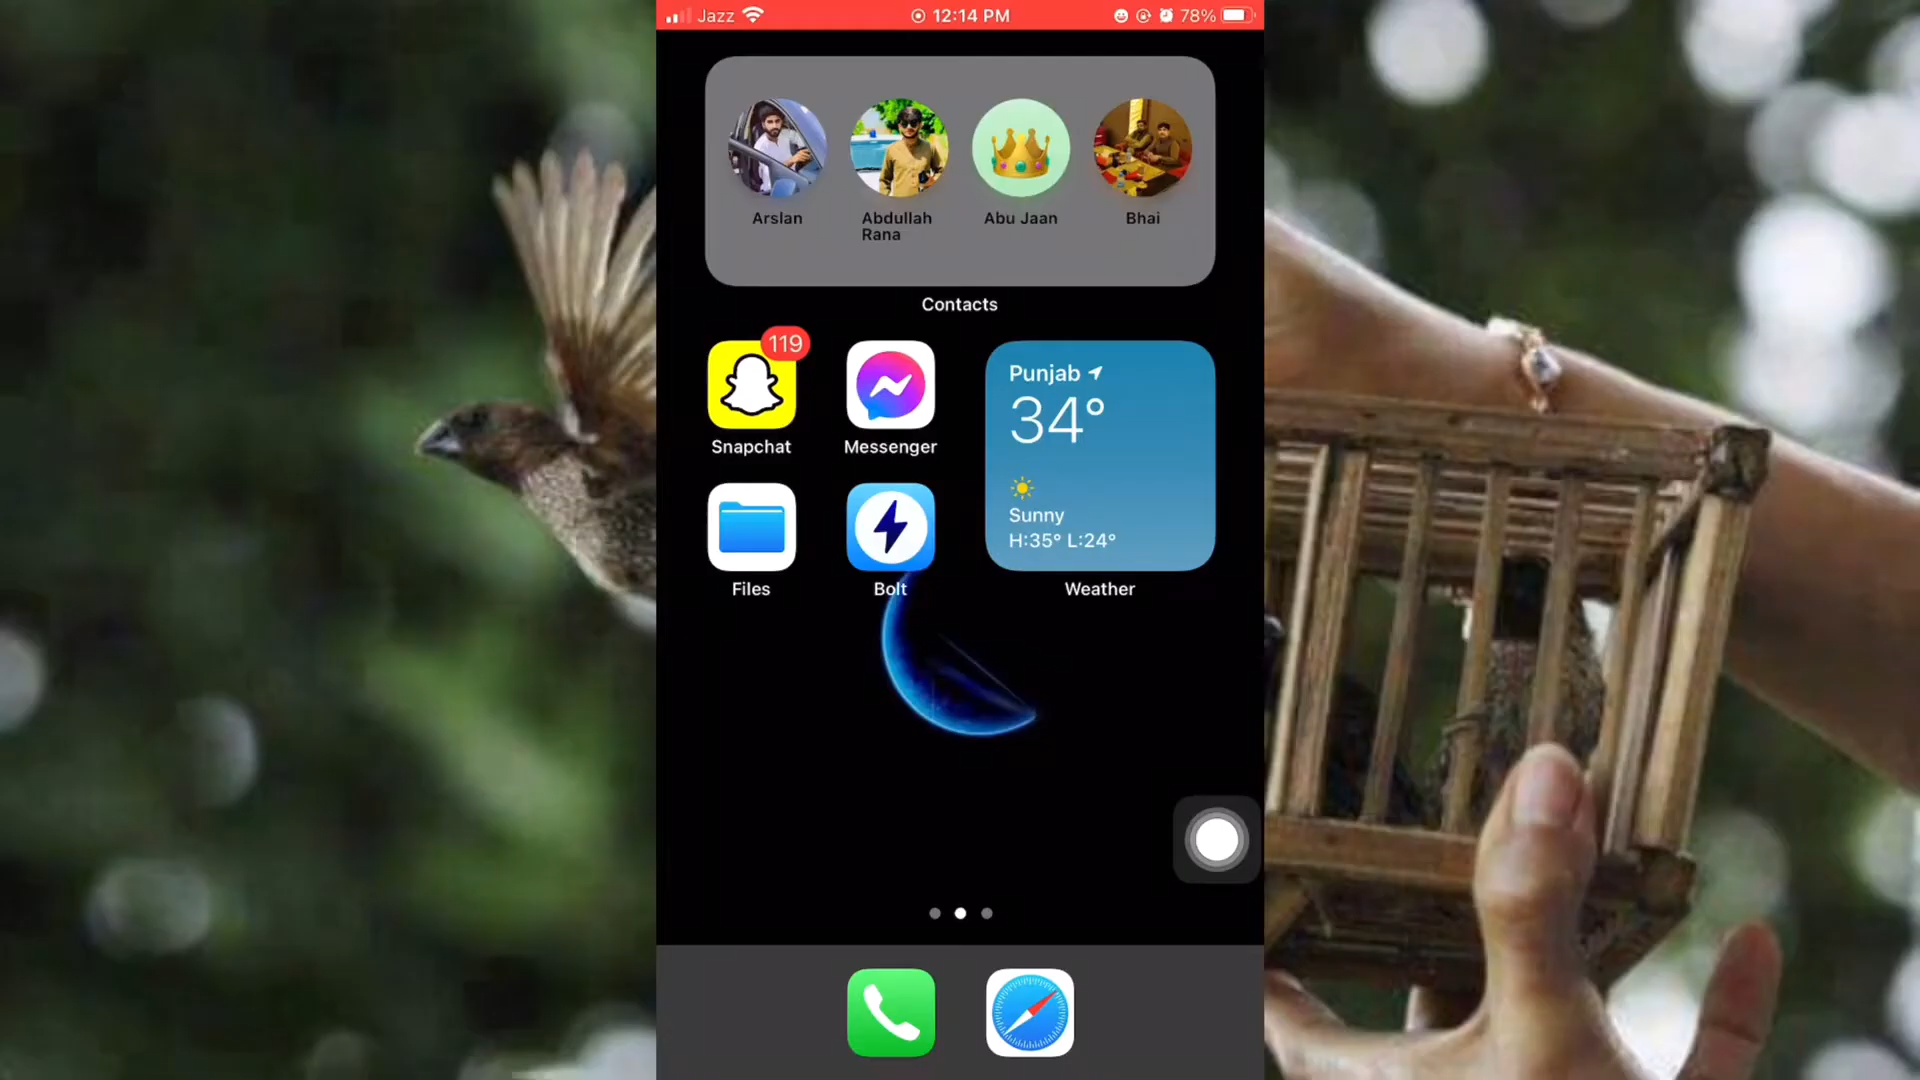 Jazz 12:14 PM 78%
Arslan Abdullah Rana Abu Jaan Bhai
Contacts
119
Snapchat Messenger
Punjab
34°
Sunny
H:35° L:24°
Files Bolt Weather